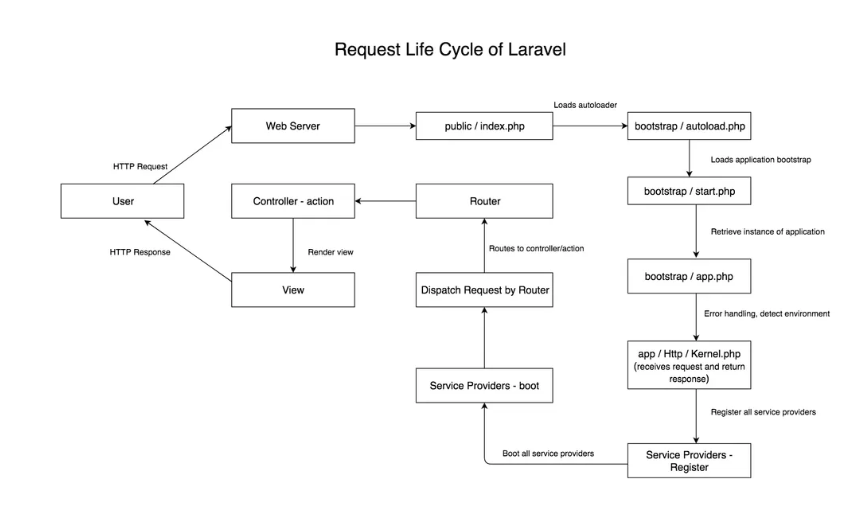 Request Life Cycle of Laravel
Loads autoloader
Web Server
public / index.php
bootstrap / autoload.php
HTTP Request
Loads application bootstrap
User
Controller - action
Router
bootstrap / start.php
HTTP Response
Render view
Routes to controller/action
Retrieve instance of application
View
Dispatch Request by Router
bootstrap / app.php
Error handling, detect environment
app / Http / Kernel.php
(receives request and return
response)
Service Providers - boot
Register all service providers
Boot all service providers
Service Providers -
Register